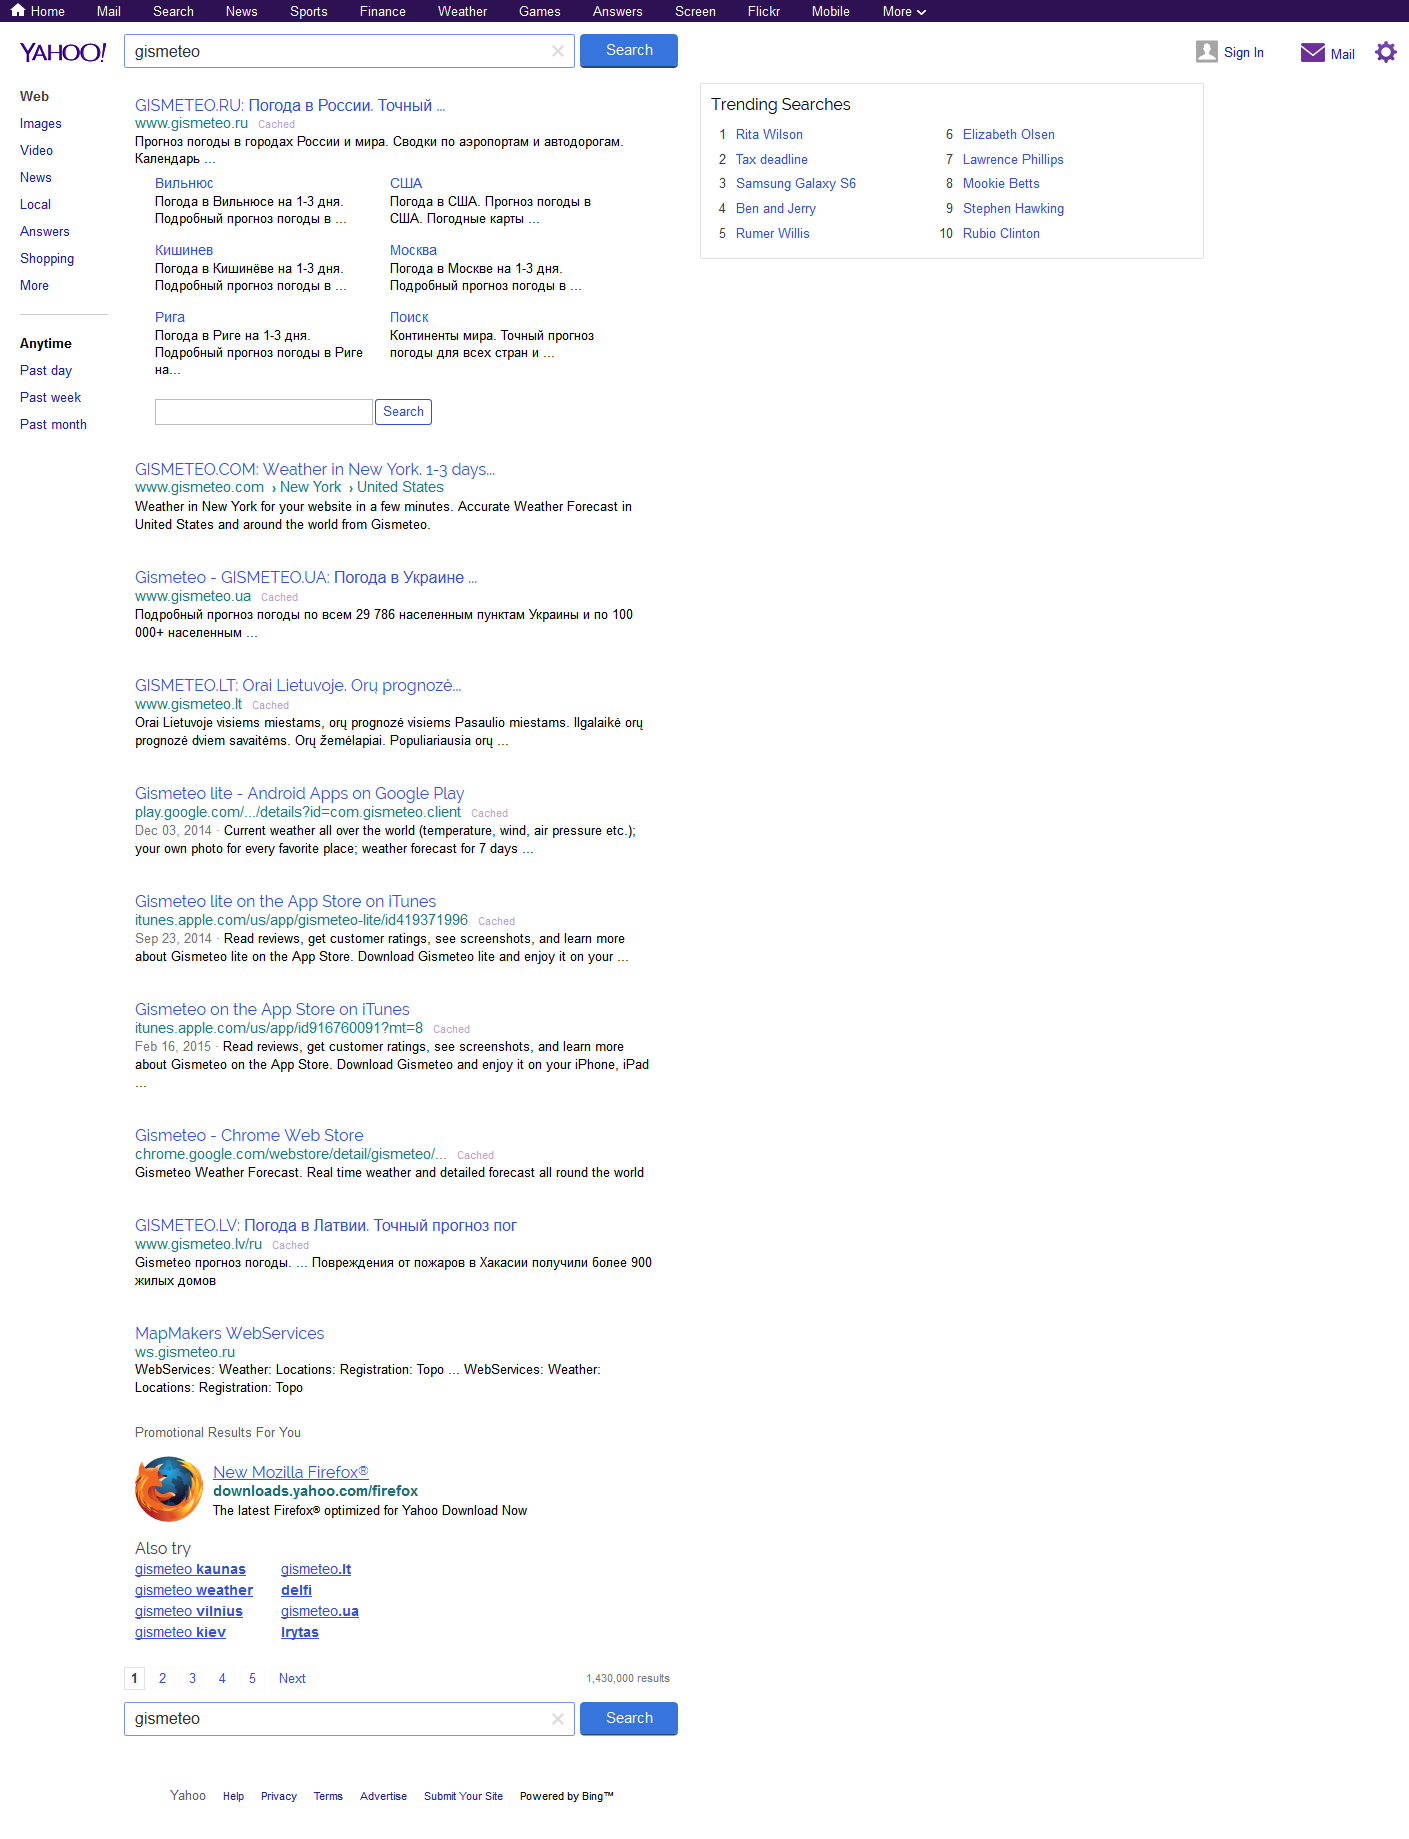 Home Mail Search News Sports Finance Weather Games Answers Screen Flickr Mobile More
YAHOO! gismeteo Search Sign In Mail
Web
Images
Video
News
Local
Answers
Shopping
More
Anytime
Past day
Past week
Past month
GISMETEO.RU: Погода в России. Точный ...
www.gismeteo.ru Cached
Прогноз погоды в городах России и мира. Сводки по аэропортам и автодорогам.
Календарь ...
Вильнюс
Погода в Вильнюсе на 1-3 дня.
Подробный прогноз погоды в ...
США
Погода в США. Прогноз погоды в
США. Погодные карты ...
Кишинев
Погода в Кишинёве на 1-3 дня.
Подробный прогноз погоды в ...
Москва
Погода в Москве на 1-3 дня.
Подробный прогноз погоды в ...
Рига
Погода в Риге на 1-3 дня.
Подробный прогноз погоды в Риге
на...
Поиск
Континенты мира. Точный прогноз
погоды для всех стран и ...
Search
GISMETEO.COM: Weather in New York. 1-3 days...
www.gismeteo.com › New York › United States
Weather in New York for your website in a few minutes. Accurate Weather Forecast in
United States and around the world from Gismeteo.
Gismeteo - GISMETEO.UA: Погода в Украине ...
www.gismeteo.ua Cached
Подробный прогноз погоды по всем 29 786 населенным пунктам Украины и по 100
000+ населенным ...
GISMETEO.LT: Orai Lietuvoje. Orų prognozė...
www.gismeteo.lt Cached
Orai Lietuvoje visiems miestams, orų prognozė visiems Pasaulio miestams. Ilgalaikė orų
prognozė dviem savaitėms. Orų žemėlapiai. Populiariausia orų ...
Gismeteo lite - Android Apps on Google Play
play.google.com/.../details?id=com.gismeteo.client Cached
Dec 03, 2014 · Current weather all over the world (temperature, wind, air pressure etc.);
your own photo for every favorite place; weather forecast for 7 days ...
Gismeteo lite on the App Store on iTunes
itunes.apple.com/us/app/gismeteo-lite/id419371996 Cached
Sep 23, 2014 · Read reviews, get customer ratings, see screenshots, and learn more
about Gismeteo lite on the App Store. Download Gismeteo lite and enjoy it on your ...
Gismeteo on the App Store on iTunes
itunes.apple.com/us/app/id916760091?mt=8 Cached
Feb 16, 2015 · Read reviews, get customer ratings, see screenshots, and learn more
about Gismeteo on the App Store. Download Gismeteo and enjoy it on your iPhone, iPad
...
Gismeteo - Chrome Web Store
chrome.google.com/webstore/detail/gismeteo/... Cached
Gismeteo Weather Forecast. Real time weather and detailed forecast all round the world
GISMETEO.LV: Погода в Латвии. Точный прогноз пог
www.gismeteo.lv/ru Cached
Gismeteo прогноз погоды. ... Повреждения от пожаров в Хакасии получили более 900
жилых домов
MapMakers WebServices
ws.gismeteo.ru
WebServices: Weather: Locations: Registration: Topo ... WebServices: Weather:
Locations: Registration: Topo
Promotional Results For You
New Mozilla Firefox®
downloads.yahoo.com/firefox
The latest Firefox® optimized for Yahoo Download Now
Also try
gismeteo kaunas gismeteo.lt
gismeteo weather delfi
gismeteo vilnius gismeteo.ua
gismeteo kiev lrytas
1 2 3 4 5 Next 1,430,000 results
gismeteo Search
Yahoo Help Privacy Terms Advertise Submit Your Site Powered by Bing™
Trending Searches
1 Rita Wilson
2 Tax deadline
3 Samsung Galaxy S6
4 Ben and Jerry
5 Rumer Willis
6 Elizabeth Olsen
7 Lawrence Phillips
8 Mookie Betts
9 Stephen Hawking
10 Rubio Clinton